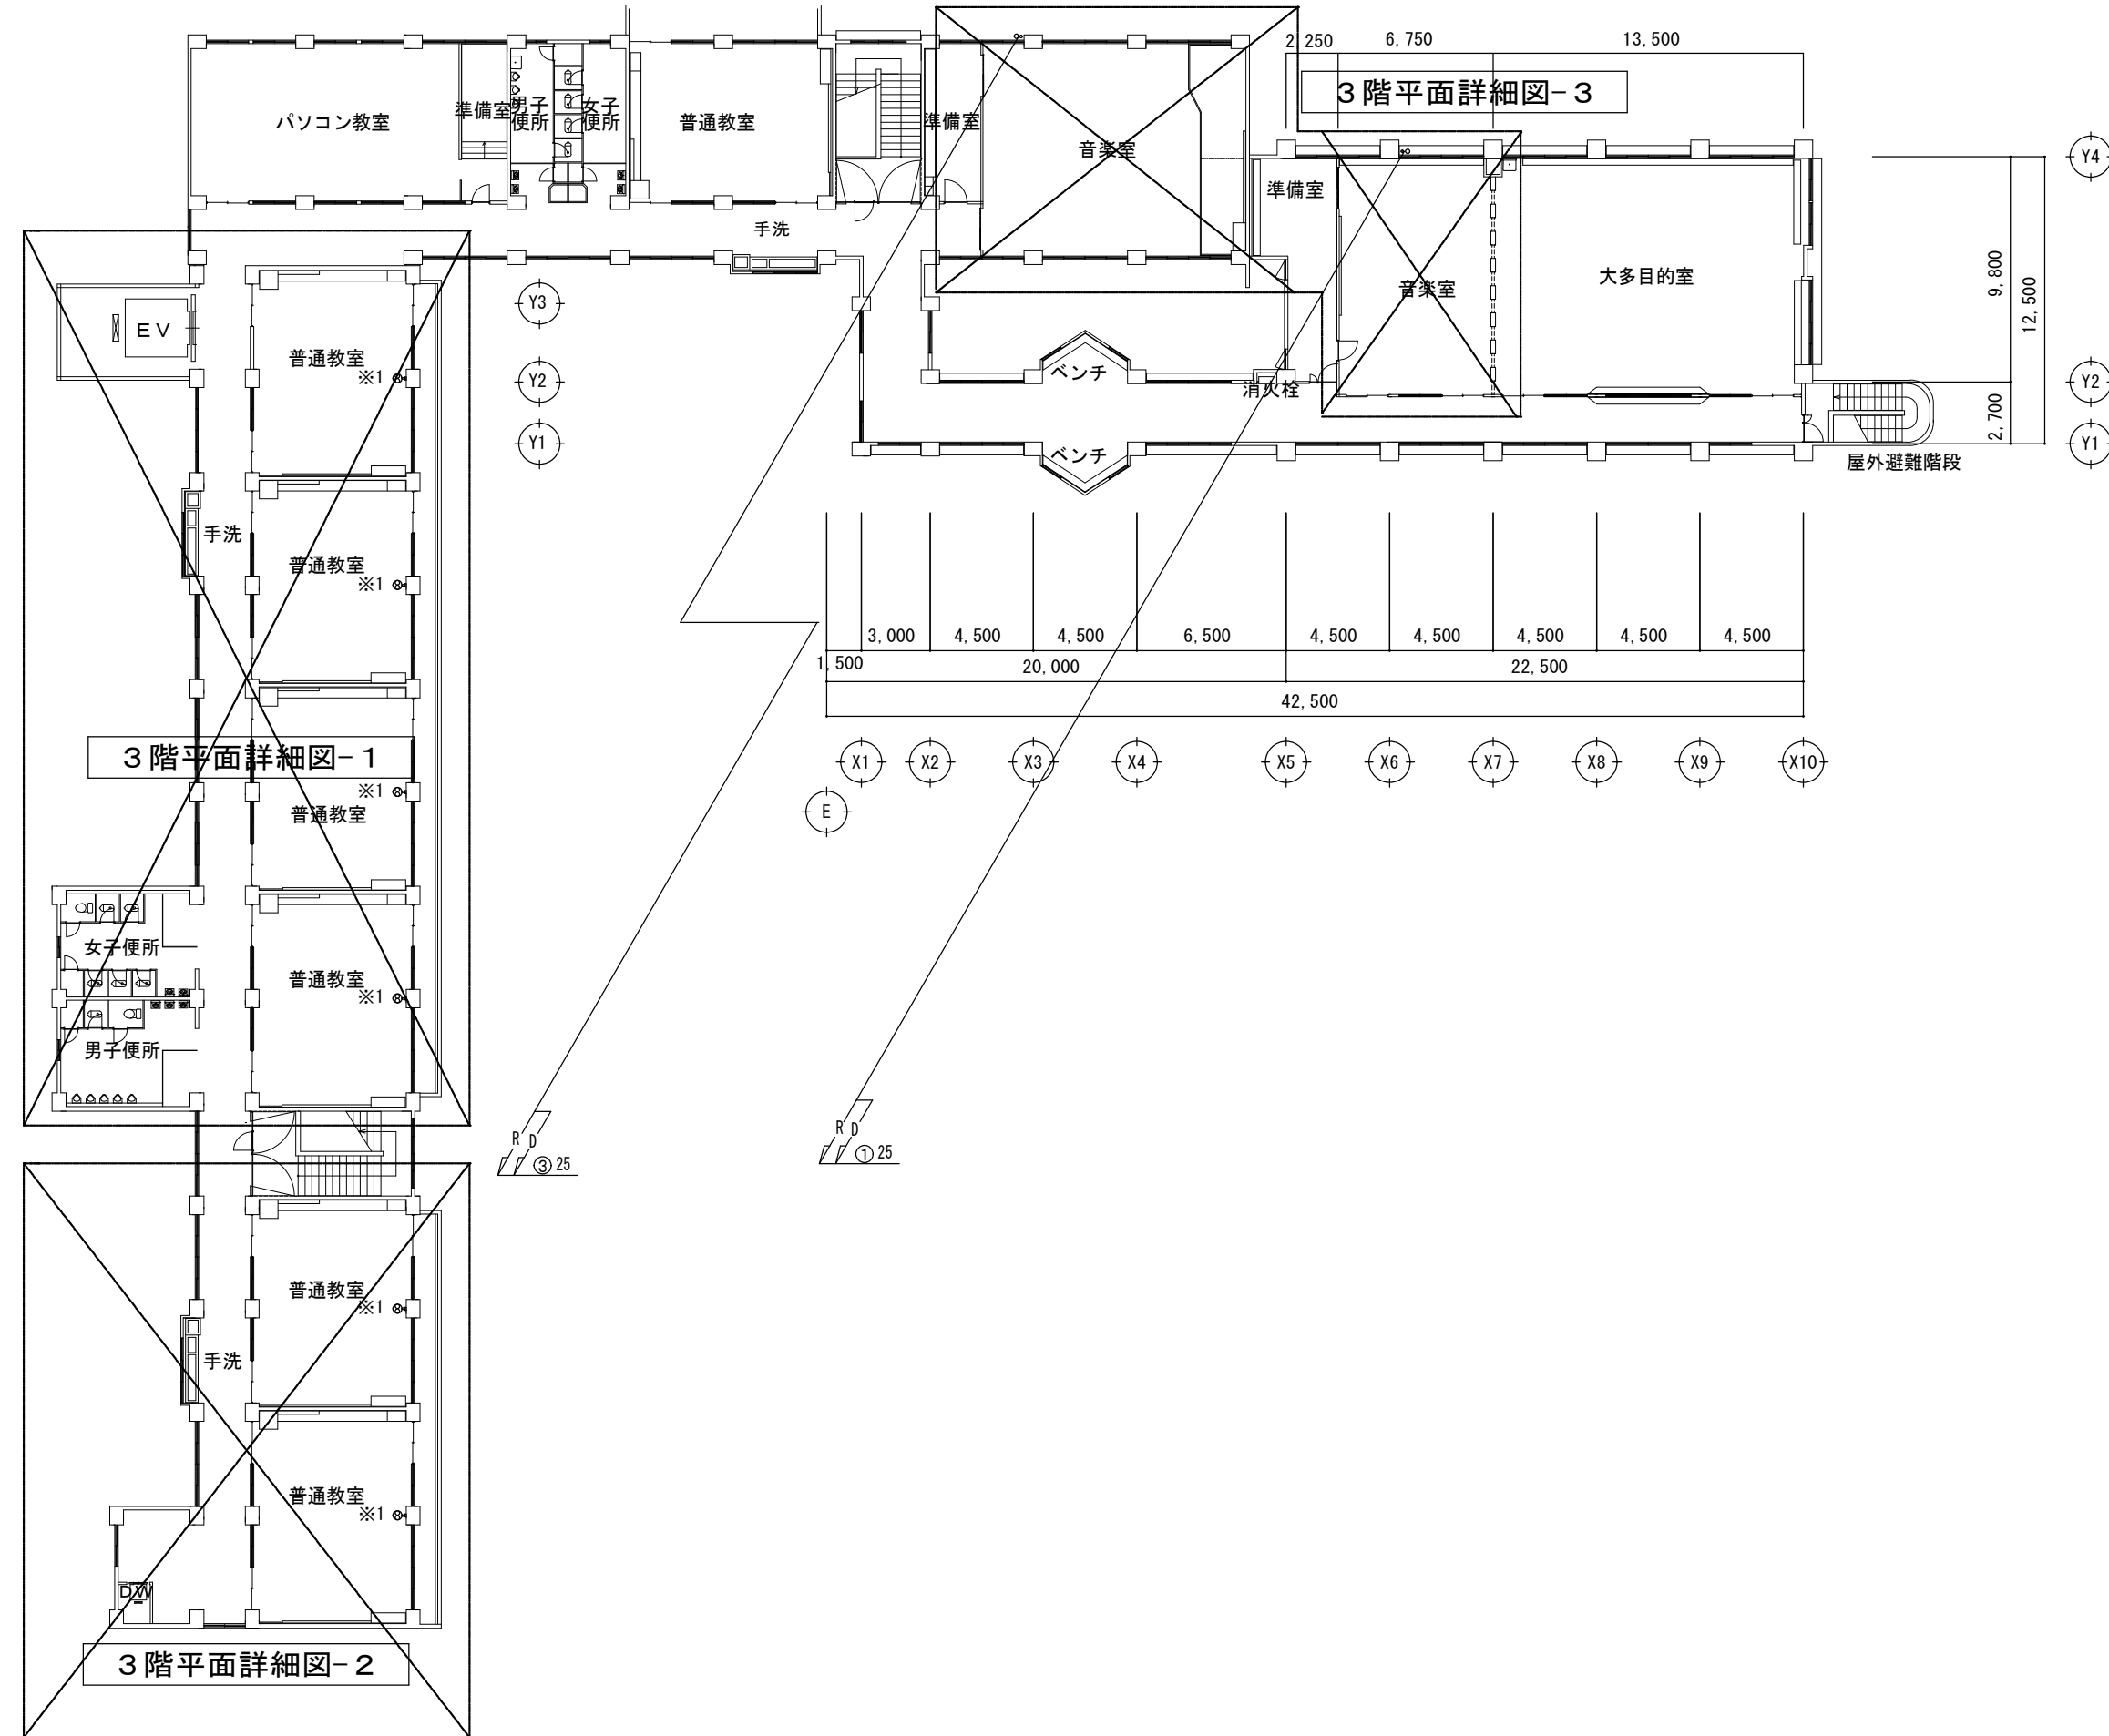 2,250
6,750
13,500
3階平面詳細図-3
パソコン教室
準備室
男子
便所
女子
便所
普通教室
準備室
音楽室
手洗
準備室
音楽室
大多目的室
Y4
9,800
12,500
2,700
Y2
Y1
屋外避難階段
Y3
Y2
Y1
ベンチ
ベンチ
消火栓
EV
普通教室
※1
手洗
普通教室
※1
3階平面詳細図-1
※1
普通教室
女子便所
普通教室
※1
男子便所
3,000
4,500
4,500
6,500
4,500
4,500
4,500
4,500
4,500
1,500
20,000
22,500
42,500
X1
X2
X3
X4
X5
X6
X7
X8
X9
X10
E
R D
③25
R D
①25
普通教室
※1
手洗
普通教室
※1
DW
3階平面詳細図-2